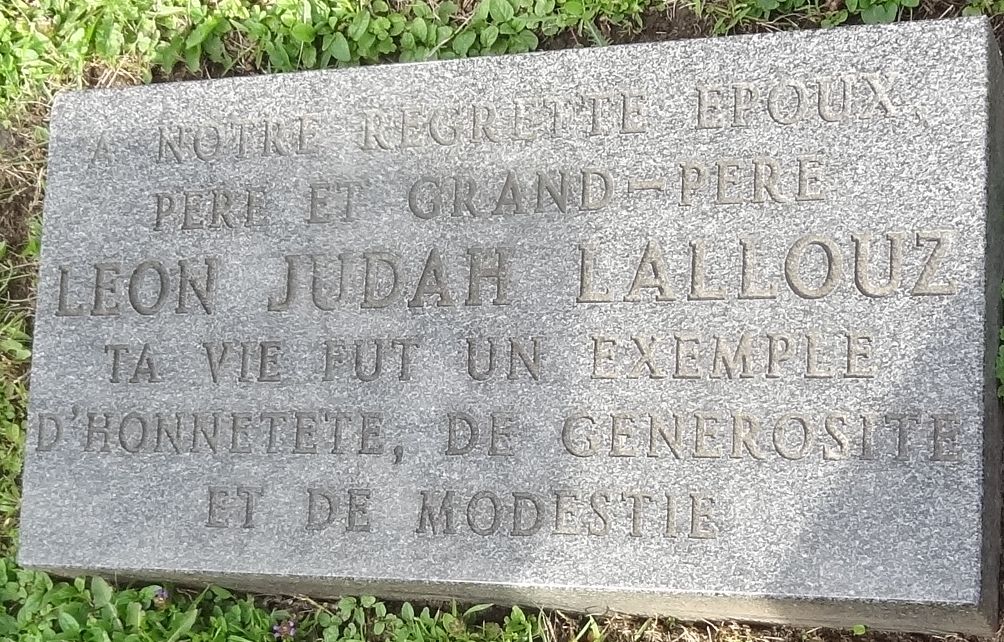 A NOTRE REGRETTE EPOUX,
PERE ET GRAND-PERE
LEON JUDAH LALLOUZ
TA VIE FUT UN EXEMPLE
D'HONNETETE, DE GENEROSITE
ET DE MODESTIE